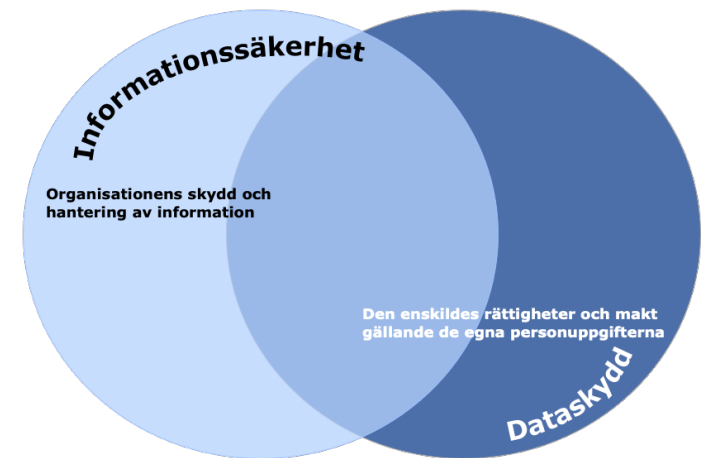 Informationssäkerhet
Organisationens skydd och
hantering av information
Den enskildes rättigheter och makt
gällande de egna personuppgifterna
Dataskydd